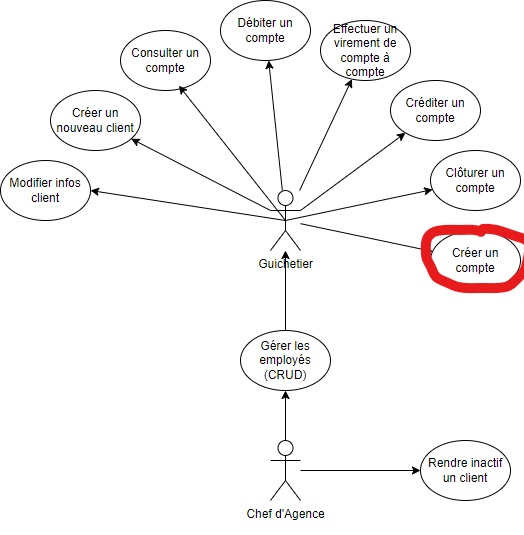 Débiter un
compte
Effectuer un
virement de
compte à
compte
Consulter un
compte
Créer un
nouveau client
Créditer un
compte
Modifier infos
client
Clôturer un
compte
Créer un
compte
Guichetier
Gérer les
employés
(CRUD)
Rendre inactif
un client
Chef d'Agence